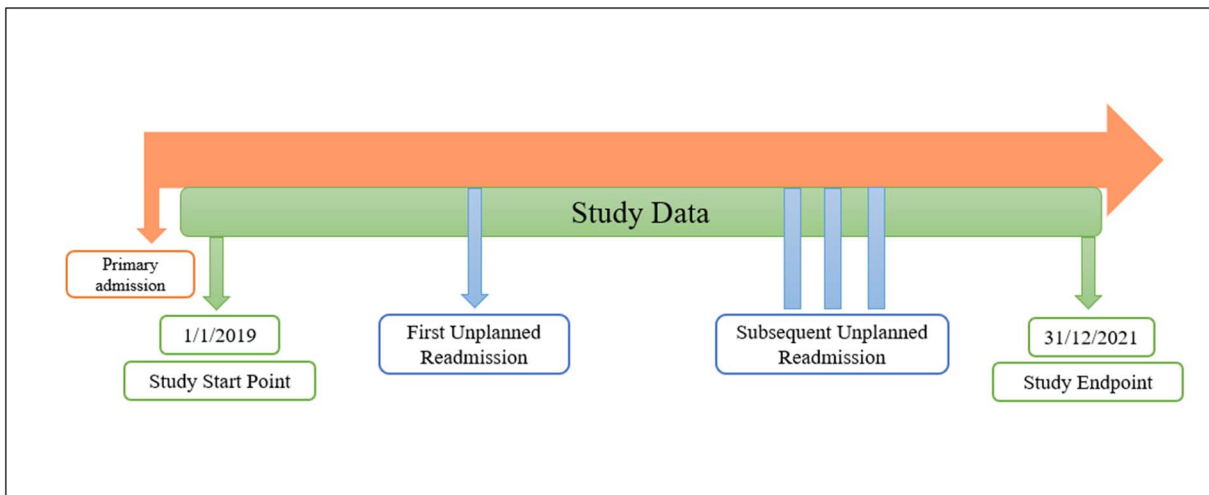 Study Data
Primary
admission
1/1/2019
Study Start Point
First Unplanned
Readmission
Subsequent Unplanned
Readmission
31/12/2021
Study Endpoint